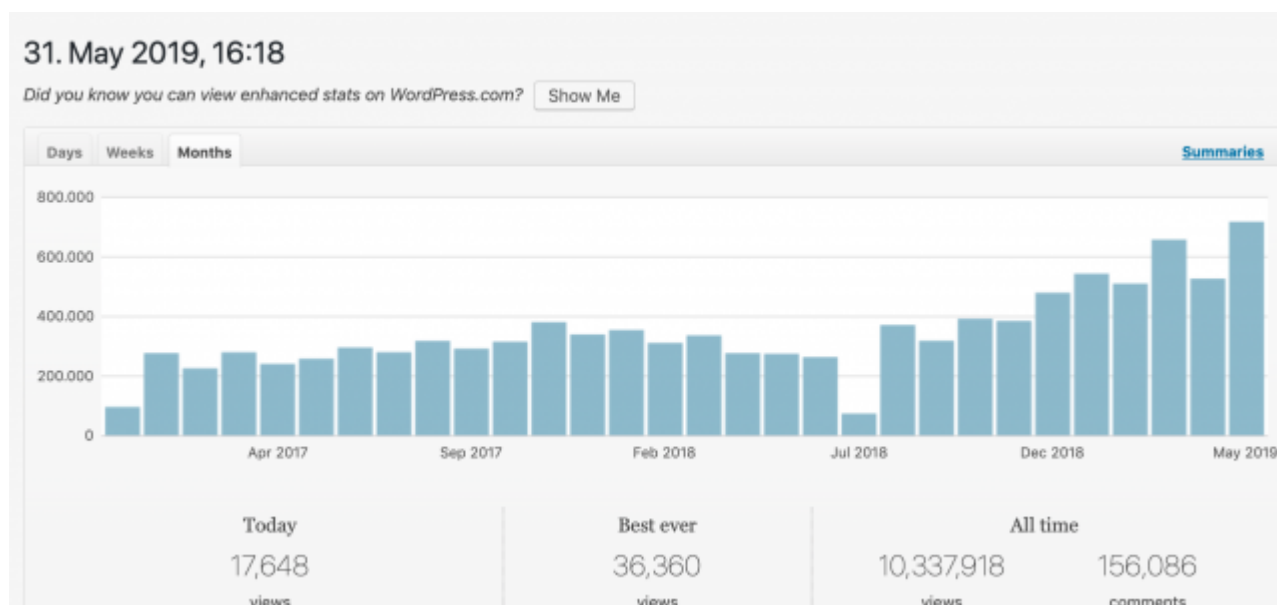 31. May 2019, 16:18
Did you know you can view enhanced stats on WordPress.com? Show Me
Days Weeks Months Summaries
800.000
600.000
400.000
200.000
0
Apr 2017 Sep 2017 Feb 2018 Jul 2018 Dec 2018 May 2019
Today Best ever All time
17,648 36,360 10,337,918 156,086
views views views comments